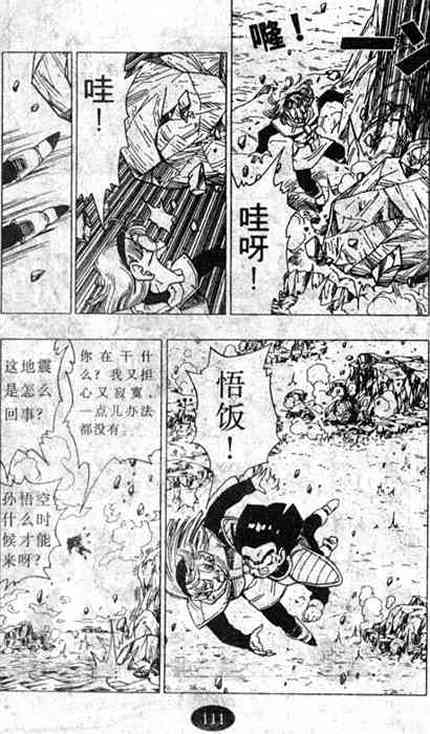 ーン
哇呀！
哇！
悟饭！
你在干什
么？我又担
心又寂寞，
一点儿办法
都没有…
这地震
是怎么
回事？
孙悟空
什么时
候才能
来呀？
111